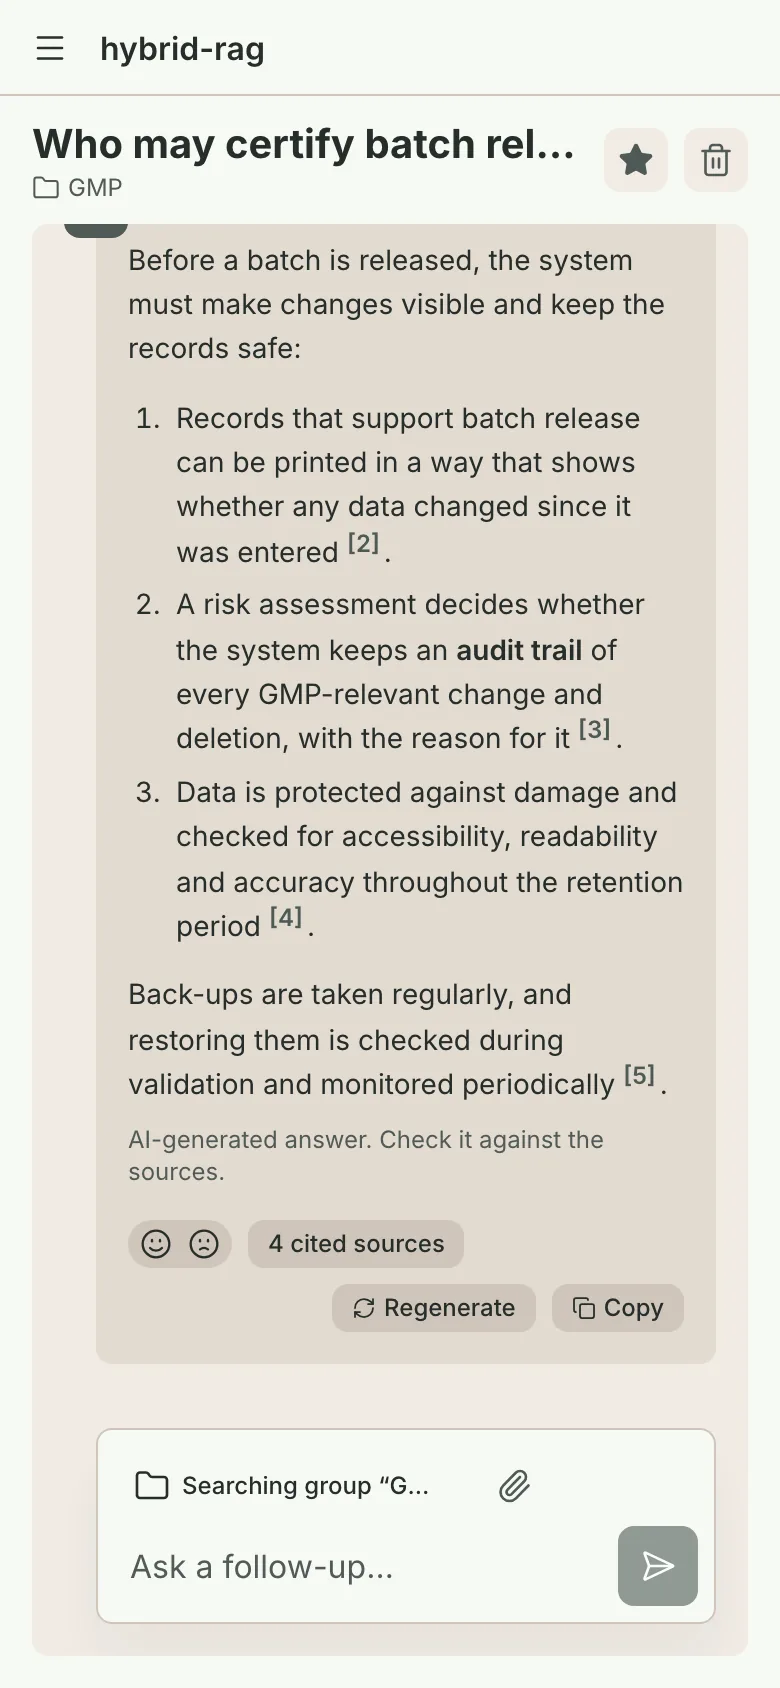 hybrid-rag
Who may certify batch rel...
GMP
Before a batch is released, the system
must make changes visible and keep the
records safe:
1. Records that support batch release
can be printed in a way that shows
whether any data changed since it
was entered [2].
2. A risk assessment decides whether
the system keeps an audit trail of
every GMP-relevant change and
deletion, with the reason for it [3].
3. Data is protected against damage and
checked for accessibility, readability
and accuracy throughout the retention
period [4].
Back-ups are taken regularly, and
restoring them is checked during
validation and monitored periodically [5].
AI-generated answer. Check it against the
sources.
4 cited sources
Regenerate
Copy
Searching group “G...
Ask a follow-up...